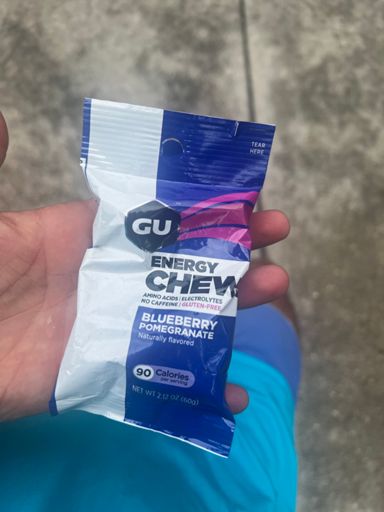 TEAR
HERE
GU
ENERGY
CHEW
AMINO ACIDS | ELECTROLYTES
NO CAFFEINE | GLUTEN-FREE
BLUEBERRY
POMEGRANATE
Naturally flavored
90 Calories
per serving
NET WT 2.12 OZ (60g)